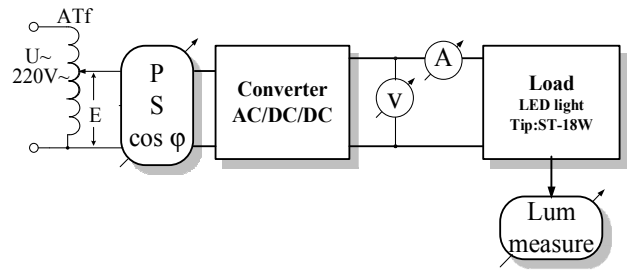 ATf
U~
220V~
E
P
S
cos φ
Converter
AC/DC/DC
V
A
Load
LED light
Tip:ST-18W
Lum
measure